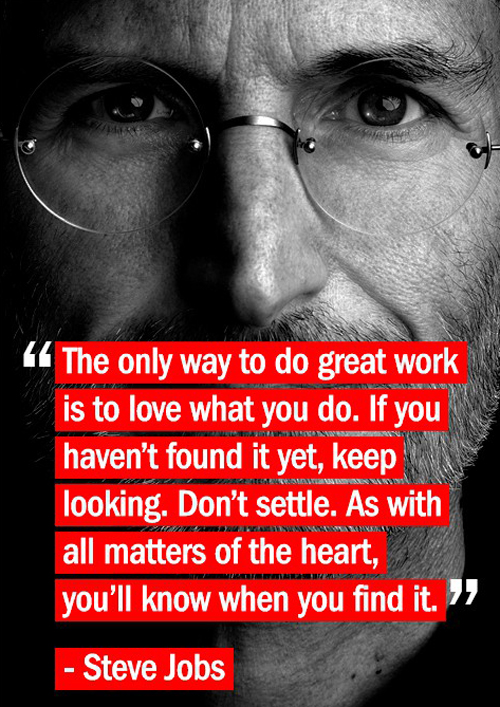 “ The only way to do great work
is to love what you do. If you
haven’t found it yet, keep
looking. Don’t settle. As with
all matters of the heart,
you’ll know when you find it. ”
- Steve Jobs